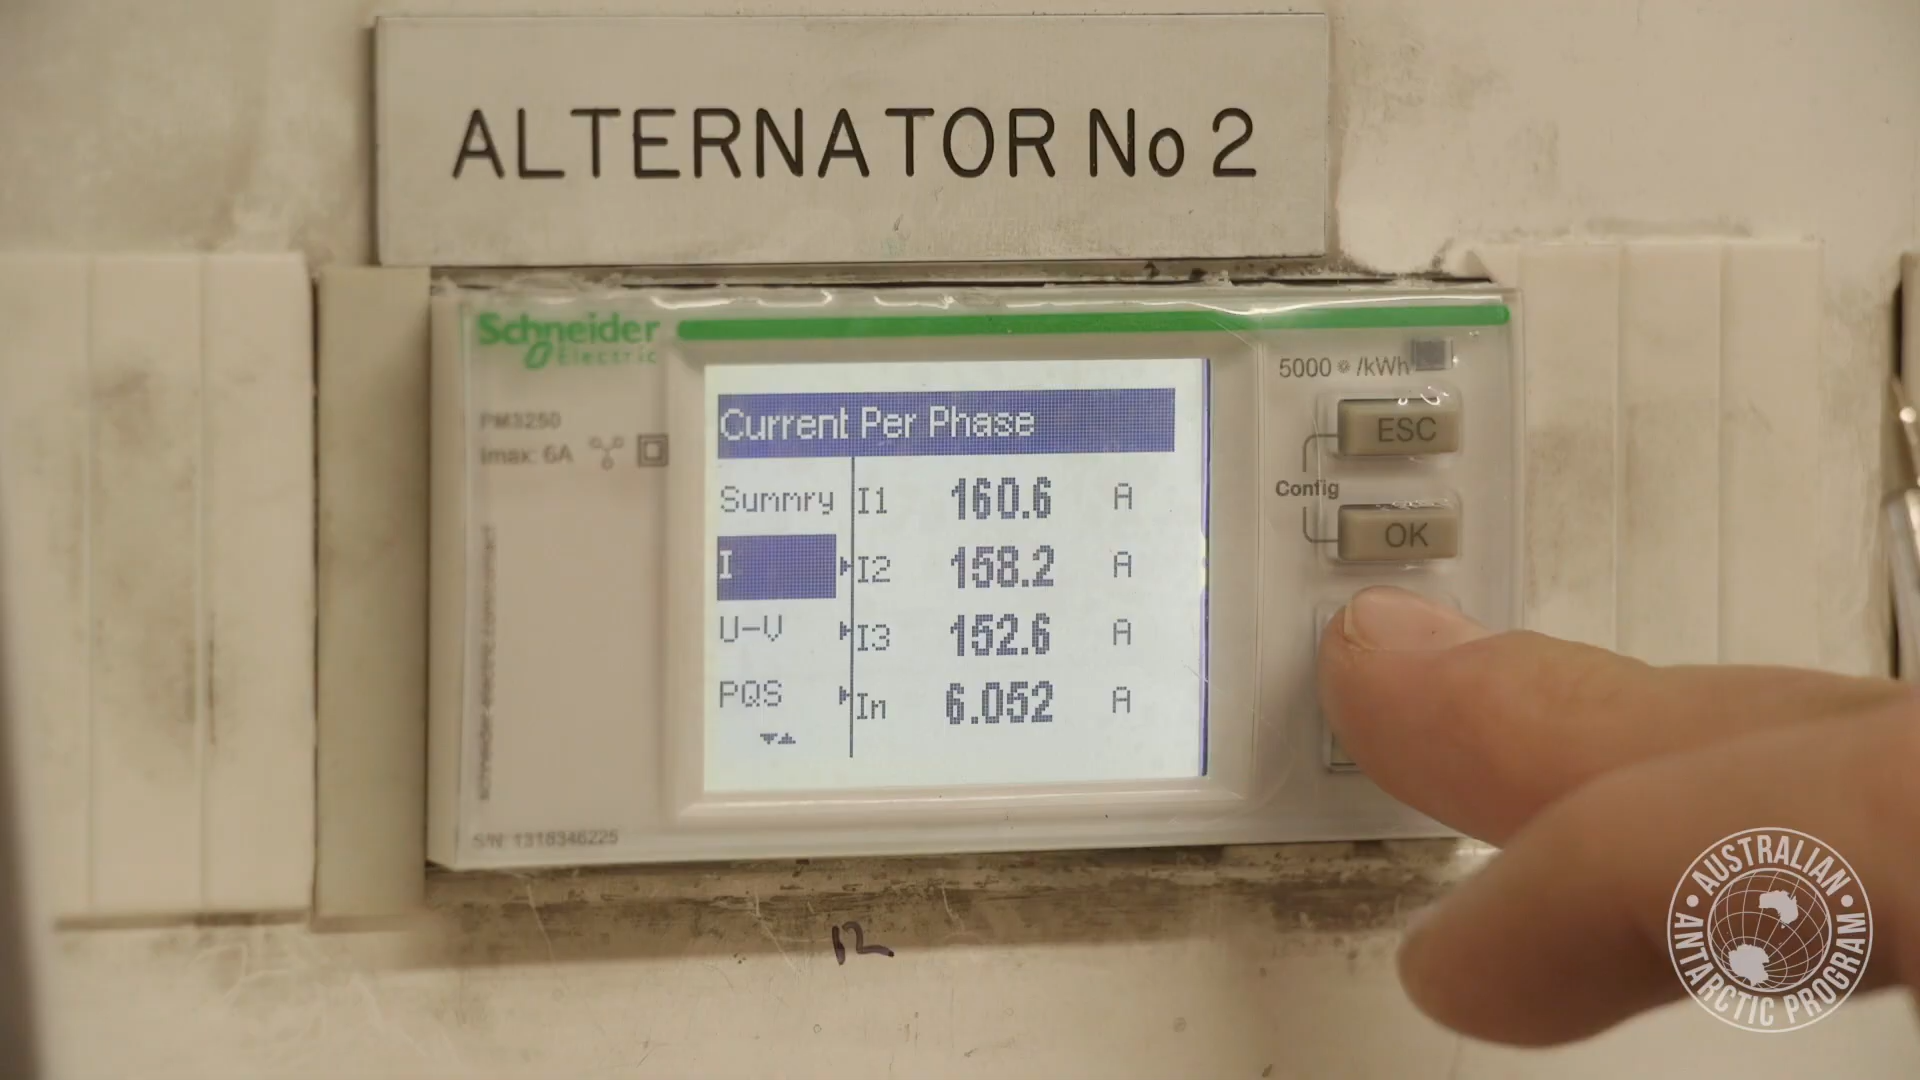 ALTERNATOR No 2
Schneider
Electric
5000 /kWh
PM3250
Imax: 6A
ESC
Config
OK
Current Per Phase
Summry
I1 160.6 A
I
I2 158.2 A
U-V
I3 152.6 A
PQS
In 6.052 A
S/N: 1318346225
12
AUSTRALIAN
ANTARCTIC PROGRAM